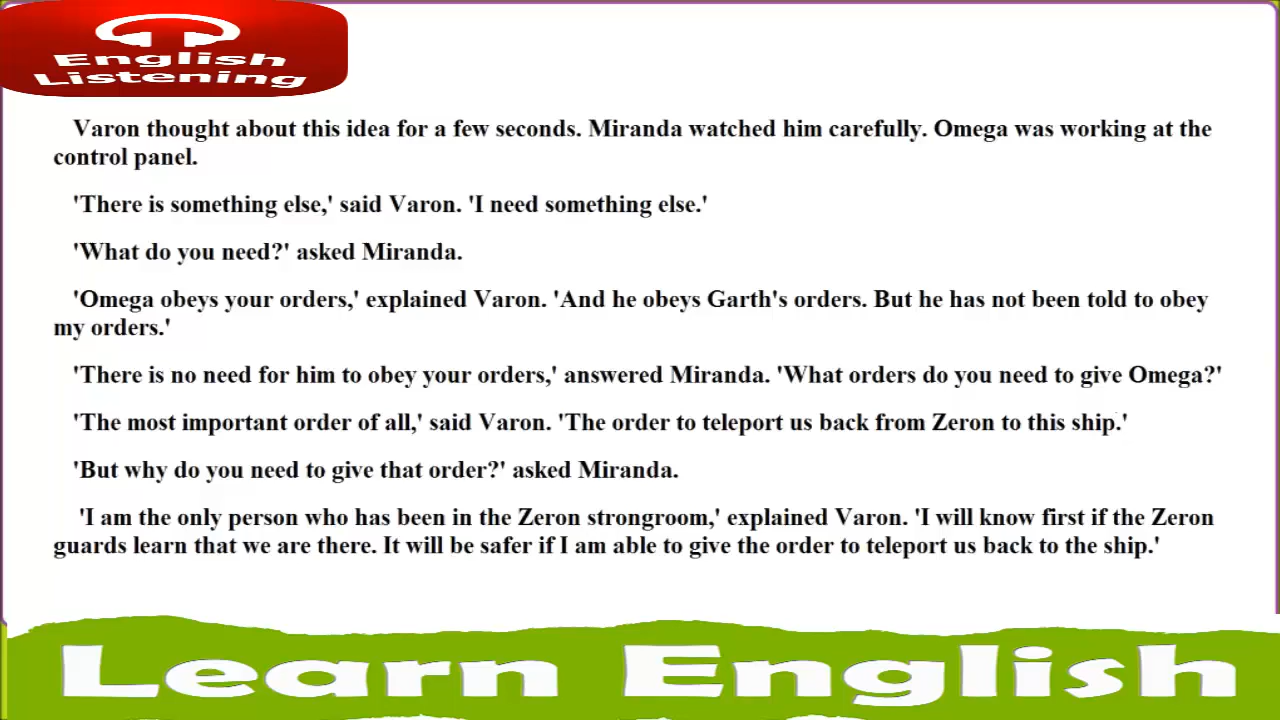 English
Listening
Varon thought about this idea for a few seconds. Miranda watched him carefully. Omega was working at the
control panel.
'There is something else,' said Varon. 'I need something else.'
'What do you need?' asked Miranda.
'Omega obeys your orders,' explained Varon. 'And he obeys Garth's orders. But he has not been told to obey
my orders.'
'There is no need for him to obey your orders,' answered Miranda. 'What orders do you need to give Omega?'
'The most important order of all,' said Varon. 'The order to teleport us back from Zeron to this ship.'
'But why do you need to give that order?' asked Miranda.
'I am the only person who has been in the Zeron strongroom,' explained Varon. 'I will know first if the Zeron
guards learn that we are there. It will be safer if I am able to give the order to teleport us back to the ship.'
Learn English